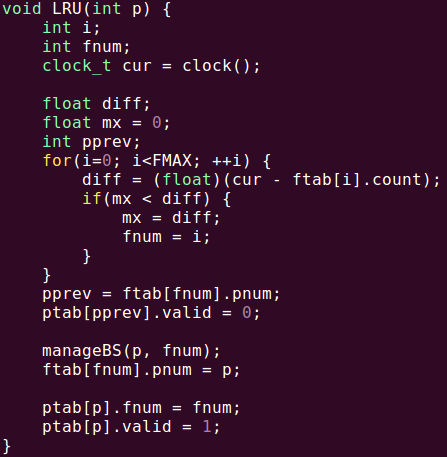 void LRU(int p) {
    int i;
    int fnum;
    clock_t cur = clock();

    float diff;
    float mx = 0;
    int pprev;
    for(i=0; i<FMAX; ++i) {
        diff = (float)(cur - ftab[i].count);
        if(mx < diff) {
            mx = diff;
            fnum = i;
        }
    }
    pprev = ftab[fnum].pnum;
    ptab[pprev].valid = 0;

    manageBS(p, fnum);
    ftab[fnum].pnum = p;

    ptab[p].fnum = fnum;
    ptab[p].valid = 1;
}